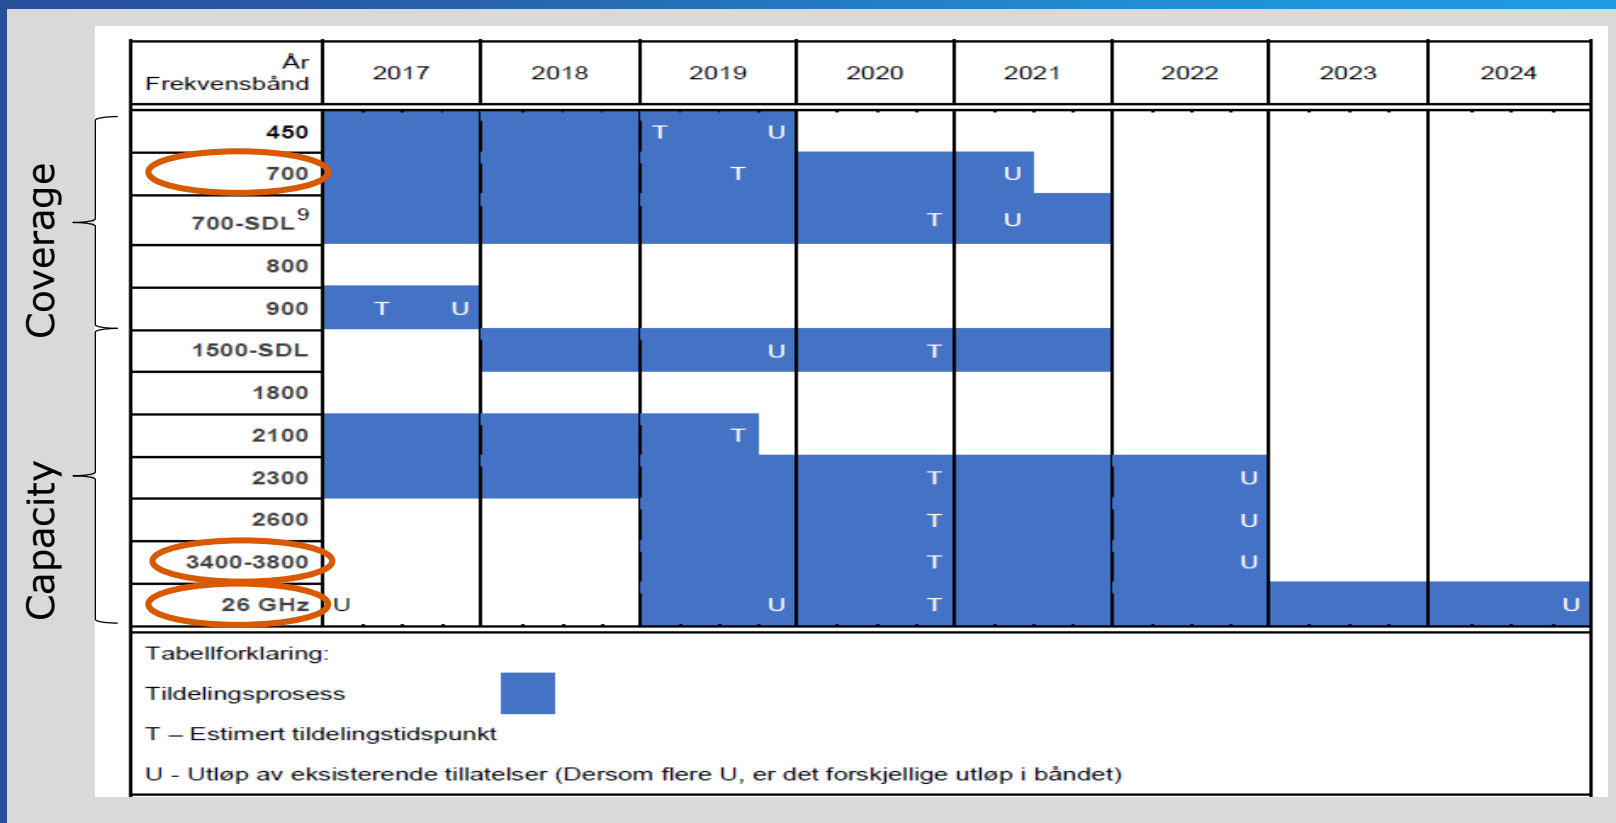 År
Frekvensbånd 2017 2018 2019 2020 2021 2022 2023 2024
Coverage
450 T U
700 T U
700-SDL9 T U
800
900 T U
Capacity
1500-SDL U T
1800
2100 T
2300 T U
2600 T U
3400-3800 T U
26 GHz U U T U
Tabellforklaring:
Tildelingsprosess
T – Estimert tildelingstidspunkt
U - Utløp av eksisterende tillatelser (Dersom flere U, er det forskjellige utløp i båndet)